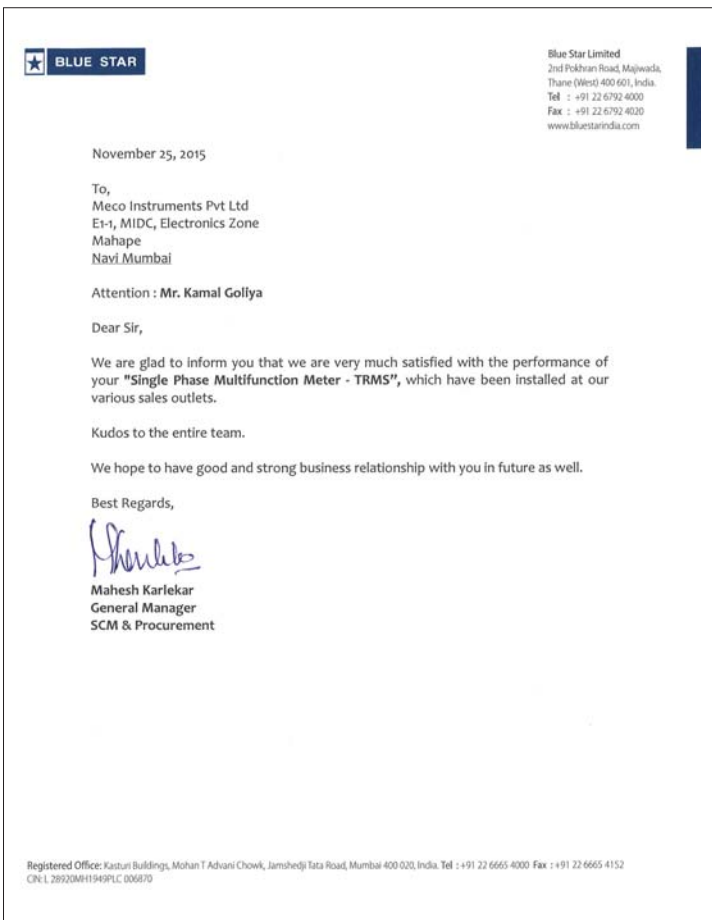 BLUE STAR
Blue Star Limited
2nd Pokhran Road, Majiwada,
Thane (West) 400 601, India.
Tel : +91 22 6792 4000
Fax : +91 22 6792 4020
www.bluestarindia.com
November 25, 2015
To,
Meco Instruments Pvt Ltd
E1-1, MIDC, Electronics Zone
Mahape
Navi Mumbai
Attention : Mr. Kamal Goliya
Dear Sir,
We are glad to inform you that we are very much satisfied with the performance of
your "Single Phase Multifunction Meter - TRMS", which have been installed at our
various sales outlets.
Kudos to the entire team.
We hope to have good and strong business relationship with you in future as well.
Best Regards,
Mahesh Karlekar
General Manager
SCM & Procurement
Registered Office: Kasturi Buildings, Mohan T Advani Chowk, Jamshedji Tata Road, Mumbai 400 020, India. Tel : +91 22 6665 4000 Fax : +91 22 6665 4152
CIN: L 28920MH1949PLC 006870